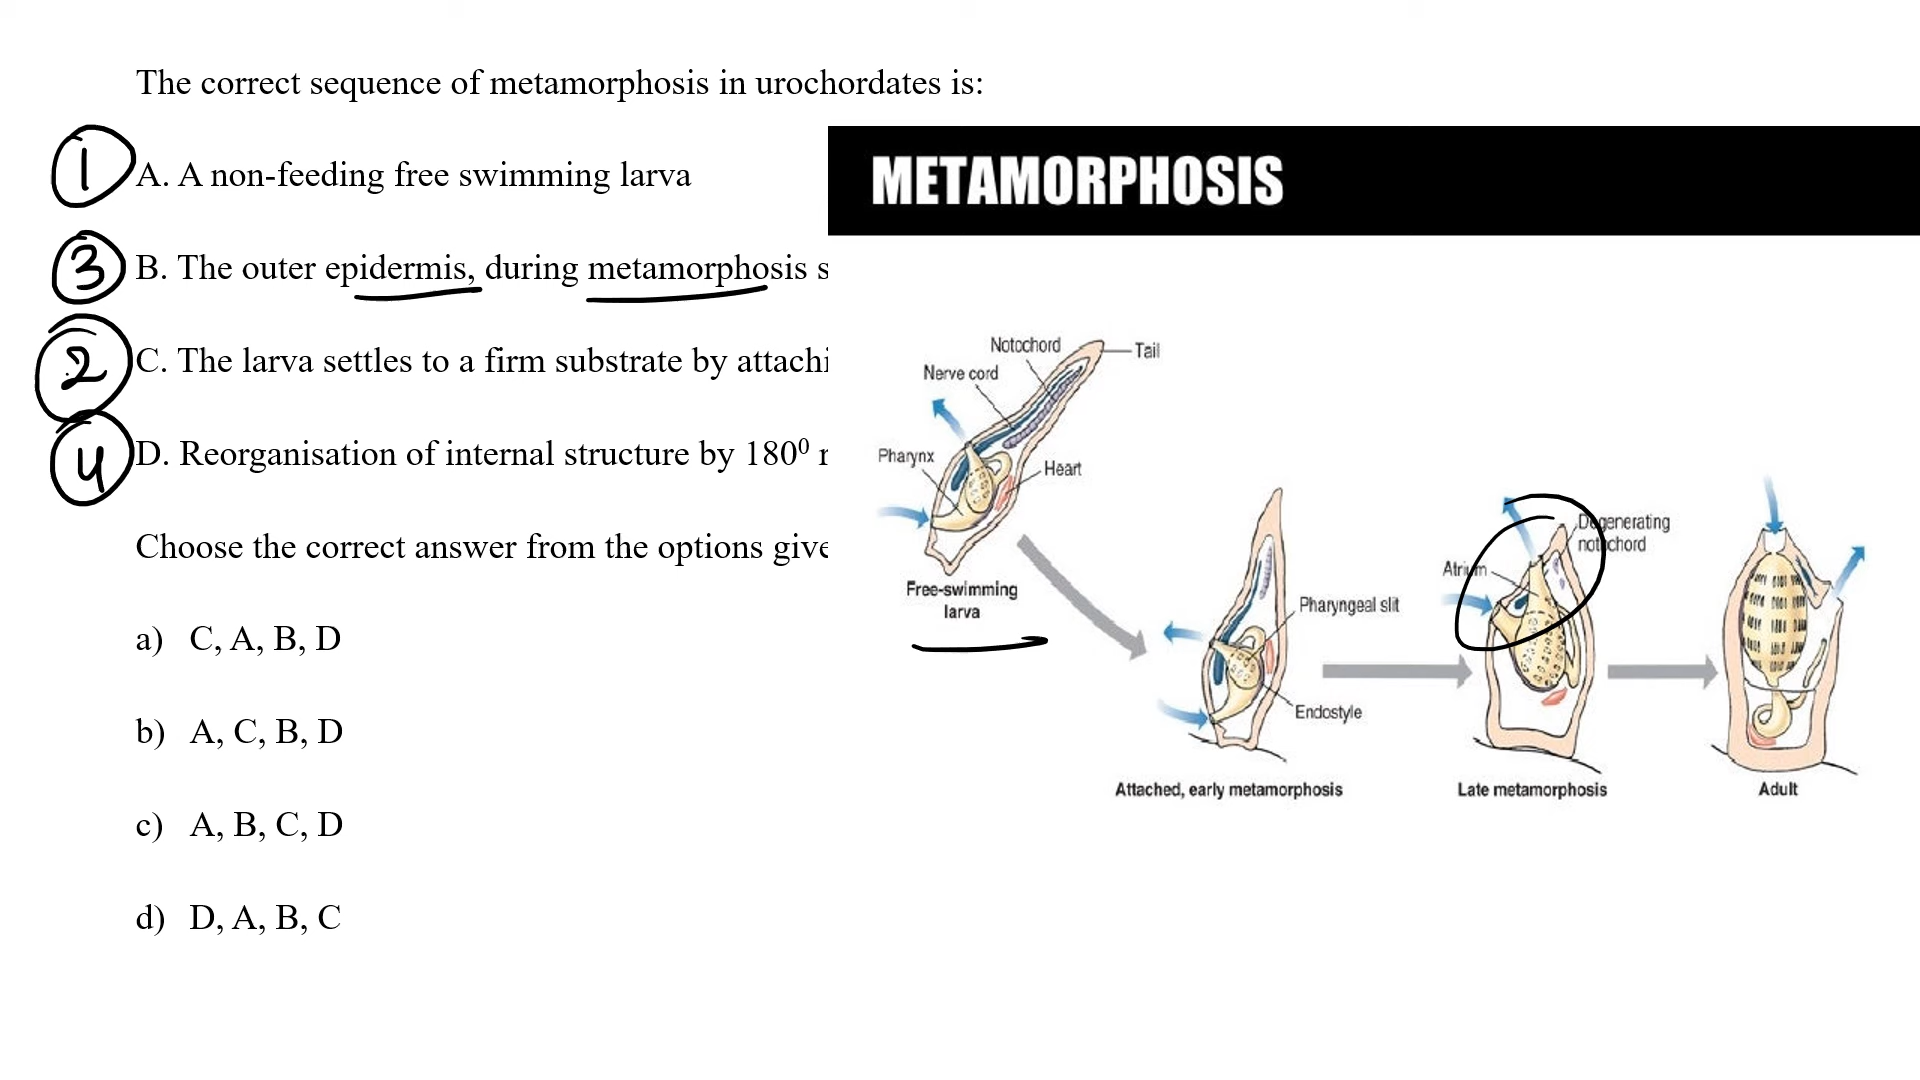 The correct sequence of metamorphosis in urochordates is:
1 A. A non-feeding free swimming larva
3 B. The outer epidermis, during metamorphosis s
2 C. The larva settles to a firm substrate by attachi
4 D. Reorganisation of internal structure by 180⁰ r
Choose the correct answer from the options give
a) C, A, B, D
b) A, C, B, D
c) A, B, C, D
d) D, A, B, C
METAMORPHOSIS
Notochord
Tail
Nerve cord
Pharynx
Heart
Free-swimming
larva
Pharyngeal slit
Endostyle
Attached, early metamorphosis
Degenerating
notochord
Atrium
Late metamorphosis
Adult